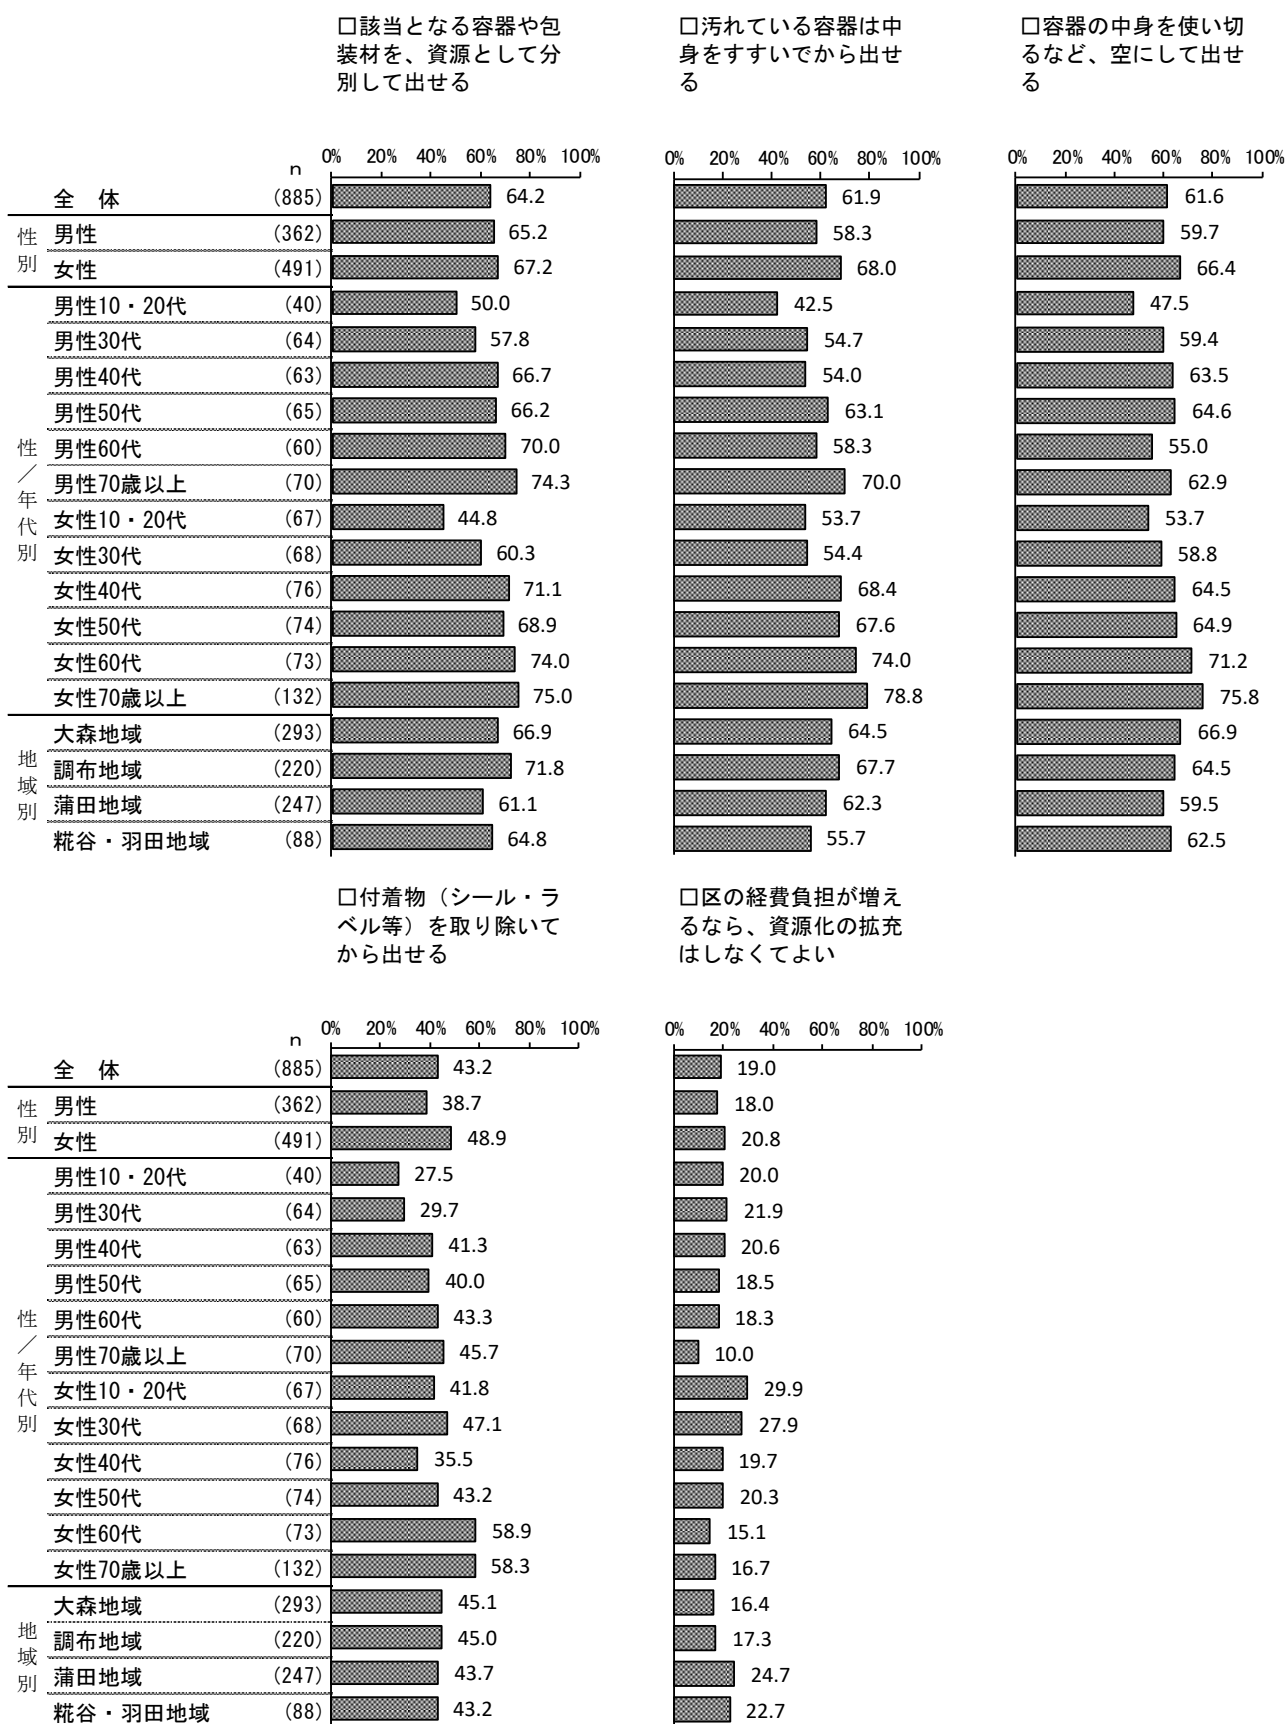 □該当となる容器や包
装材を、資源として分
別して出せる
□汚れている容器は中
身をすすいでから出せ
る
□容器の中身を使い切
るなど、空にして出せ
る
n 0% 20% 40% 60% 80% 100% 0% 20% 40% 60% 80% 100% 0% 20% 40% 60% 80% 100%
全 体 (885) 64.2 61.9 61.6
性別
男性 (362) 65.2 58.3 59.7
女性 (491) 67.2 68.0 66.4
性／年代別
男性10・20代 (40) 50.0 42.5 47.5
男性30代 (64) 57.8 54.7 59.4
男性40代 (63) 66.7 54.0 63.5
男性50代 (65) 66.2 63.1 64.6
男性60代 (60) 70.0 58.3 55.0
男性70歳以上 (70) 74.3 70.0 62.9
女性10・20代 (67) 44.8 53.7 53.7
女性30代 (68) 60.3 54.4 58.8
女性40代 (76) 71.1 68.4 64.5
女性50代 (74) 68.9 67.6 64.9
女性60代 (73) 74.0 74.0 71.2
女性70歳以上 (132) 75.0 78.8 75.8
地域別
大森地域 (293) 66.9 64.5 66.9
調布地域 (220) 71.8 67.7 64.5
蒲田地域 (247) 61.1 62.3 59.5
糀谷・羽田地域 (88) 64.8 55.7 62.5
□付着物（シール・ラ
ベル等）を取り除いて
から出せる
□区の経費負担が増え
るなら、資源化の拡充
はしなくてよい
n 0% 20% 40% 60% 80% 100% 0% 20% 40% 60% 80% 100%
全 体 (885) 43.2 19.0
性別
男性 (362) 38.7 18.0
女性 (491) 48.9 20.8
性／年代別
男性10・20代 (40) 27.5 20.0
男性30代 (64) 29.7 21.9
男性40代 (63) 41.3 20.6
男性50代 (65) 40.0 18.5
男性60代 (60) 43.3 18.3
男性70歳以上 (70) 45.7 10.0
女性10・20代 (67) 41.8 29.9
女性30代 (68) 47.1 27.9
女性40代 (76) 35.5 19.7
女性50代 (74) 43.2 20.3
女性60代 (73) 58.9 15.1
女性70歳以上 (132) 58.3 16.7
地域別
大森地域 (293) 45.1 16.4
調布地域 (220) 45.0 17.3
蒲田地域 (247) 43.7 24.7
糀谷・羽田地域 (88) 43.2 22.7